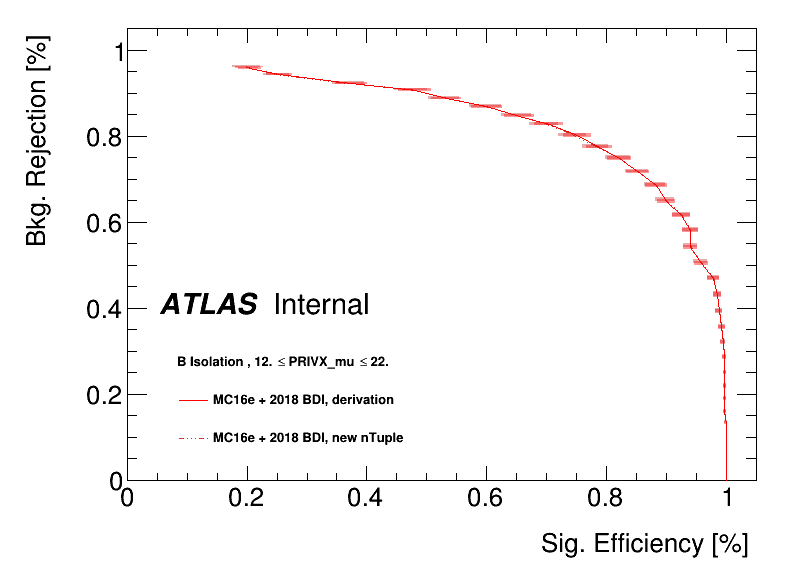 Bkg. Rejection [%]
1
0.8
0.6
0.4
0.2
0
ATLAS Internal
B Isolation , 12. ≤ PRIVX_mu ≤ 22.
MC16e + 2018 BDI, derivation
MC16e + 2018 BDI, new nTuple
0 0.2 0.4 0.6 0.8 1
Sig. Efficiency [%]